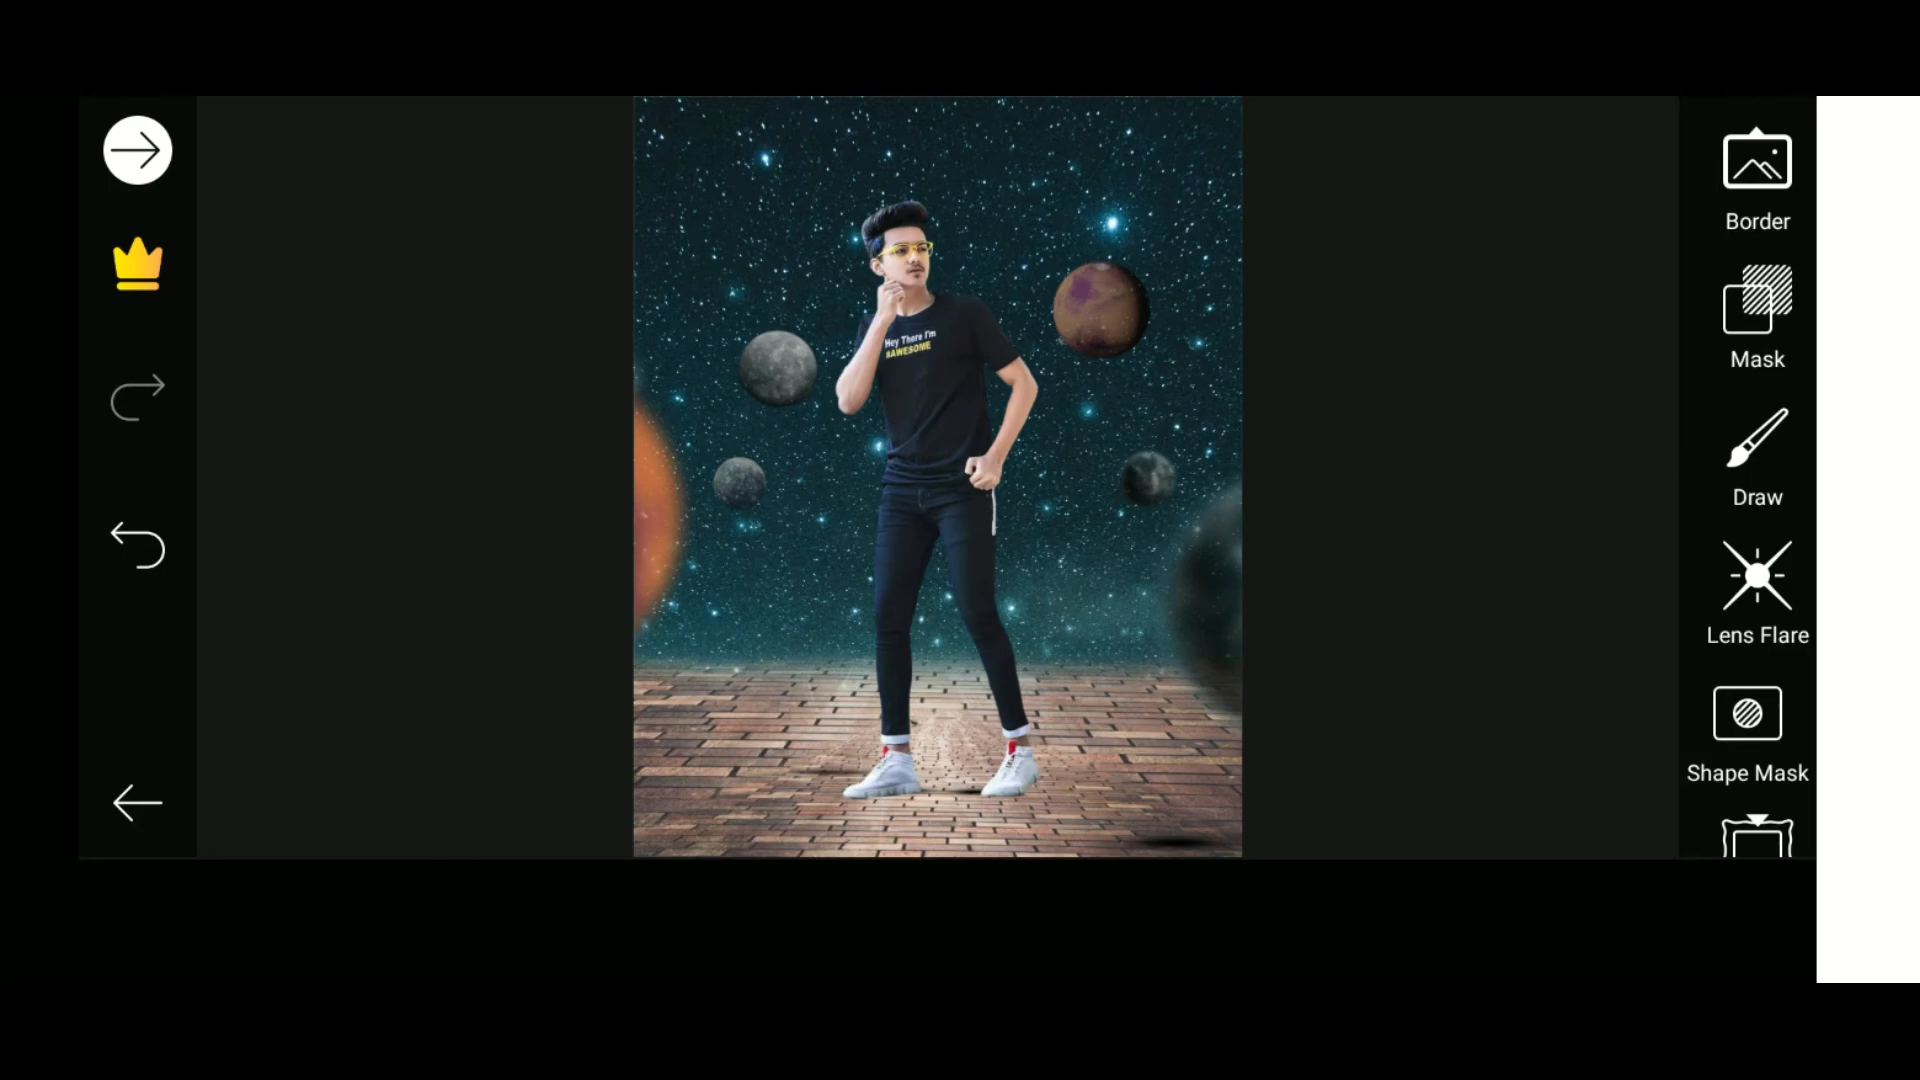 Border
Mask
Draw
Lens Flare
Shape Mask
Hey There I'm
#AWESOME